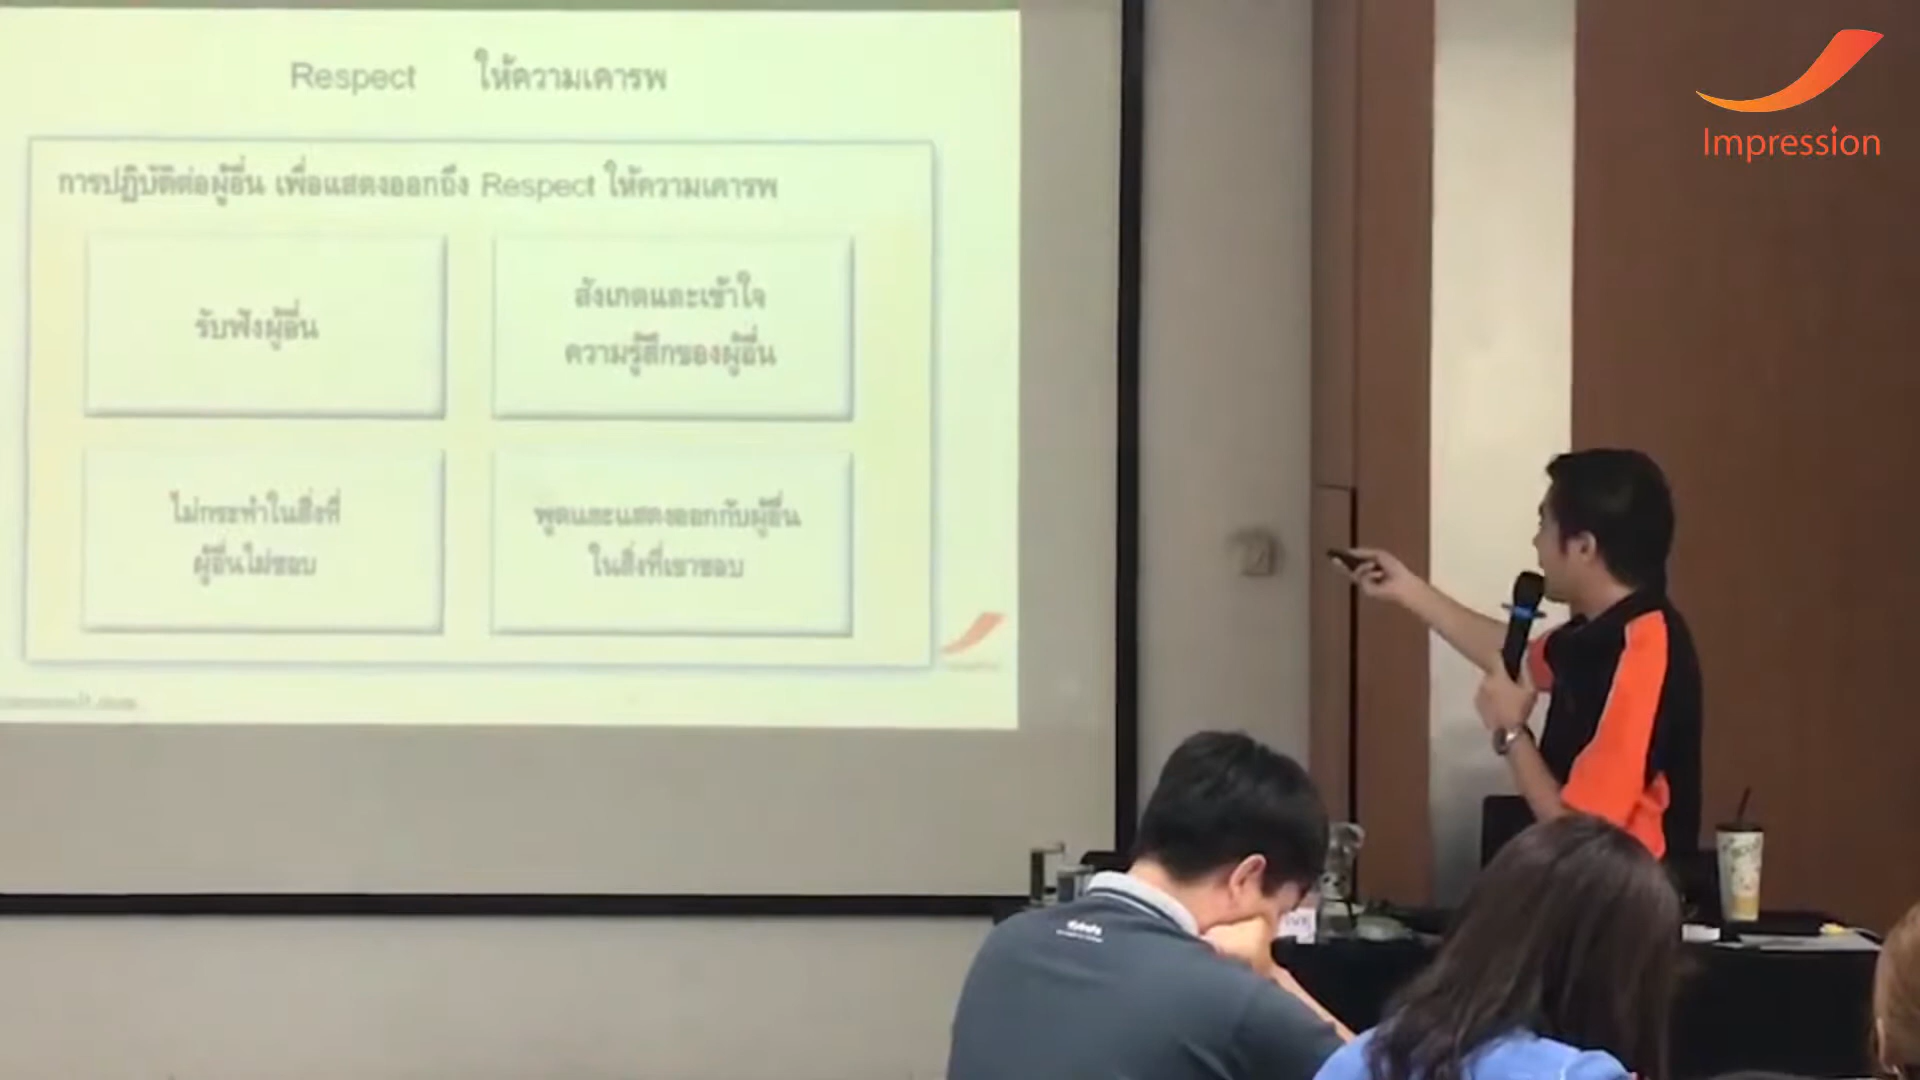 Respect ให้ความเคารพ
การปฏิบัติต่อผู้อื่น เพื่อแสดงออกถึง Respect ให้ความเคารพ
รับฟังผู้อื่น
สังเกตและเข้าใจ
ความรู้สึกของผู้อื่น
ไม่กระทำในสิ่งที่
ผู้อื่นไม่ชอบ
พูดและแสดงออกกับผู้อื่น
ในสิ่งที่เขาชอบ
Impression